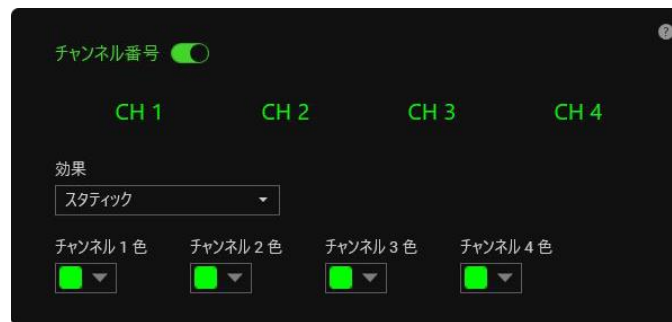 チャンネル番号
CH 1 CH 2 CH 3 CH 4
効果
スタティック
チャンネル 1 色 チャンネル 2 色 チャンネル 3 色 チャンネル 4 色